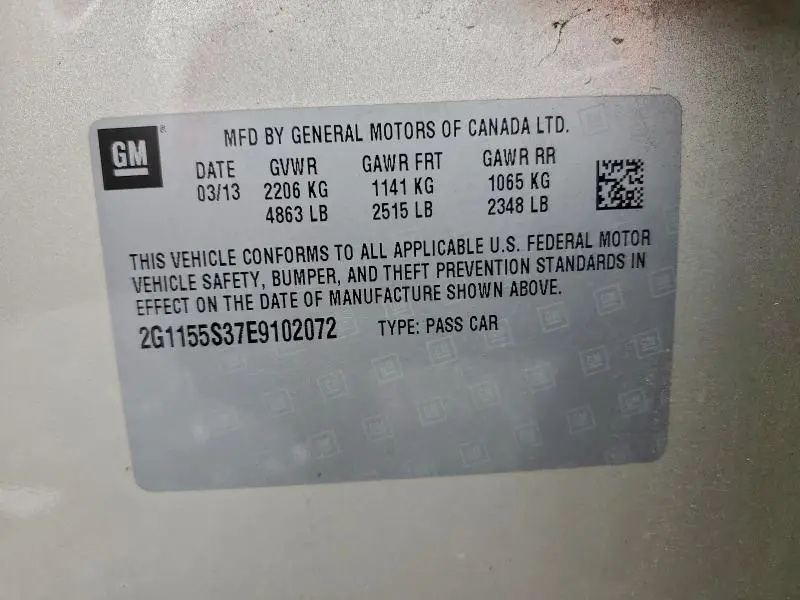 GM
MFD BY GENERAL MOTORS OF CANADA LTD.
DATE GVWR GAWR FRT GAWR RR
03/13 2206 KG 1141 KG 1065 KG
4863 LB 2515 LB 2348 LB
THIS VEHICLE CONFORMS TO ALL APPLICABLE U.S. FEDERAL MOTOR
VEHICLE SAFETY, BUMPER, AND THEFT PREVENTION STANDARDS IN
EFFECT ON THE DATE OF MANUFACTURE SHOWN ABOVE.
2G1155S37E9102072 TYPE: PASS CAR